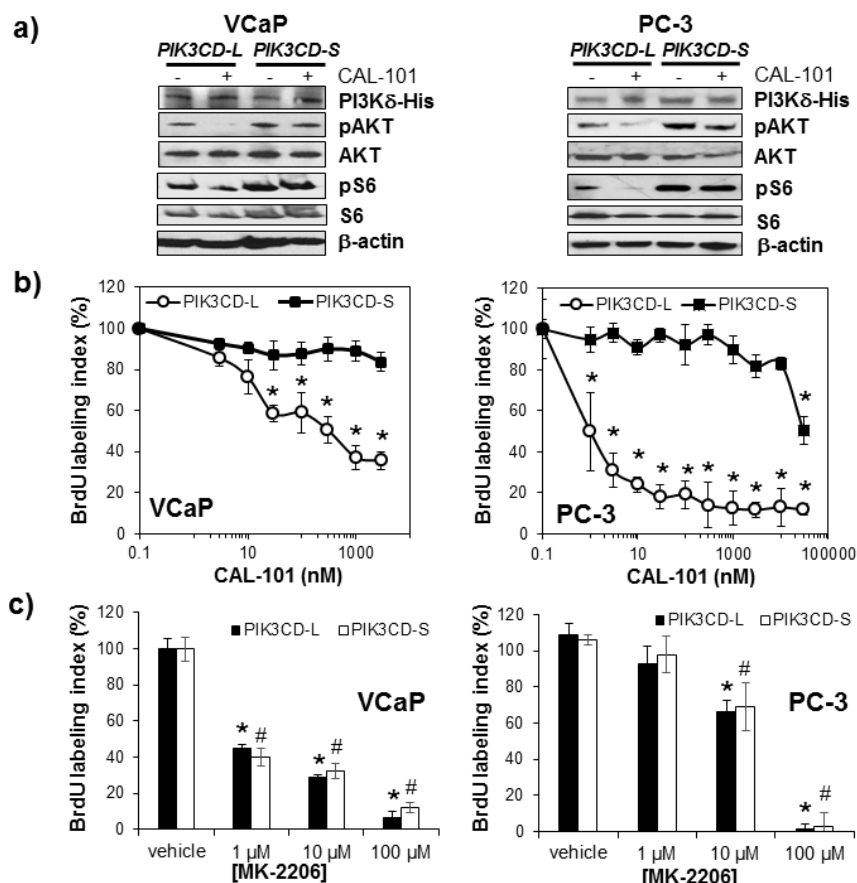 a)
VCaP
PIK3CD-L PIK3CD-S
- + - + CAL-101
PI3Kδ-His
pAKT
AKT
pS6
S6
β-actin
PC-3
PIK3CD-L PIK3CD-S
- + - + CAL-101
PI3Kδ-His
pAKT
AKT
pS6
S6
β-actin
b)
BrdU labeling index (%)
120
100
80
60
40
20
0
PIK3CD-L PIK3CD-S
* * * * *
VCaP
0.1 10 1000
CAL-101 (nM)
BrdU labeling index (%)
120
100
80
60
40
20
0
PIK3CD-L PIK3CD-S
*
* * * * * * * * * *
PC-3
0.1 10 1000 100000
CAL-101 (nM)
c)
BrdU labeling index (%)
120
100
80
60
40
20
0
PIK3CD-L PIK3CD-S
VCaP
* # * # * #
vehicle 1 µM 10 µM 100 µM
[MK-2206]
BrdU labeling index (%)
120
100
80
60
40
20
0
PIK3CD-L PIK3CD-S
PC-3
* # * #
vehicle 1 µM 10 µM 100 µM
[MK-2206]